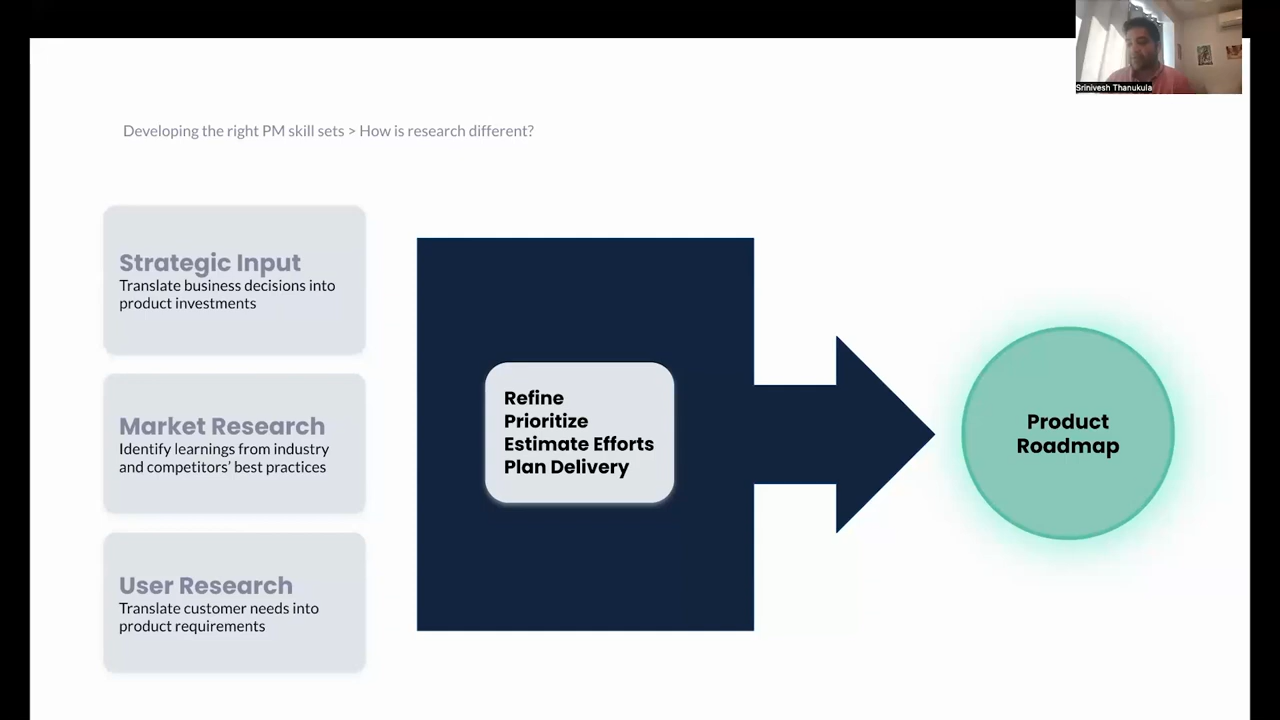 Srinivesh Thanukula
Developing the right PM skill sets > How is research different?
Strategic Input
Translate business decisions into
product investments
Market Research
Identify learnings from industry
and competitors’ best practices
User Research
Translate customer needs into
product requirements
Refine
Prioritize
Estimate Efforts
Plan Delivery
Product
Roadmap